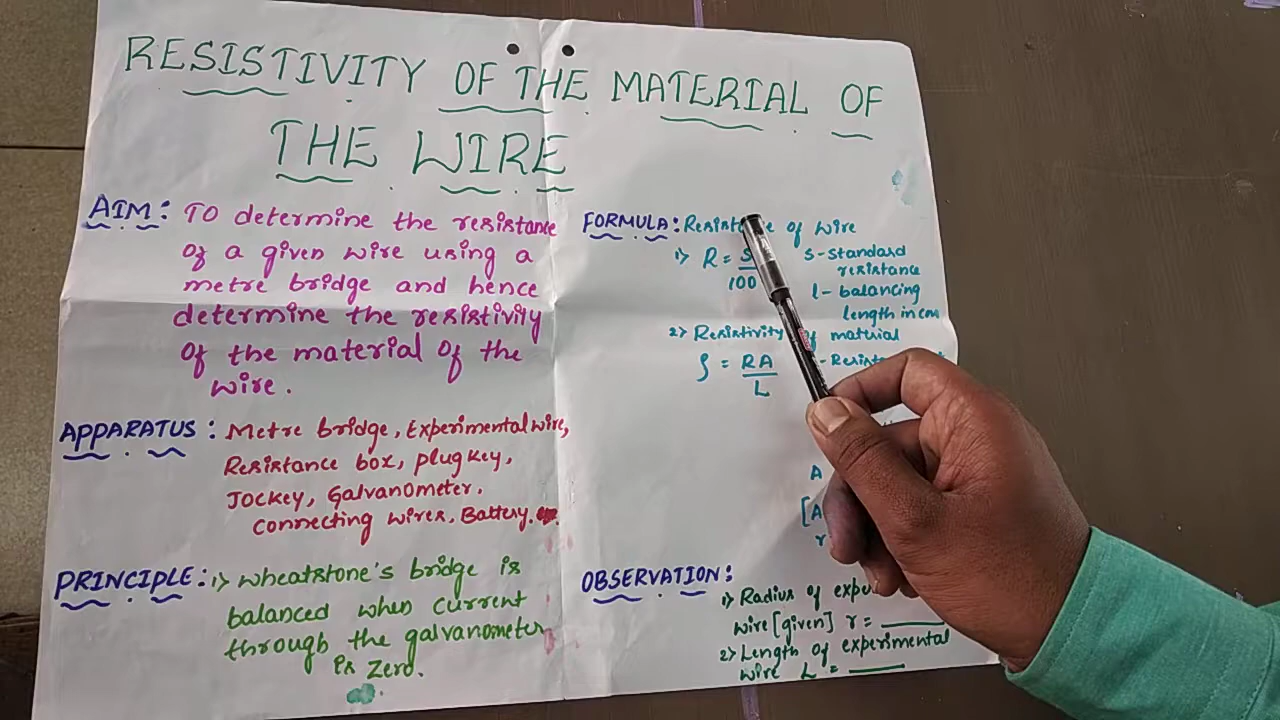 RESISTIVITY OF THE MATERIAL OF
THE WIRE
AIM: TO determine the resistance
of a given wire using a
metre bridge and hence
determine the resistivity
of the material of the
wire.
APPARATUS: Metre bridge, Experimental wire,
Resistance box, plug key,
Jockey, Galvanometer.
connecting wires, Battery.
PRINCIPLE: 1) Wheatstone's bridge is
balanced when current
through the galvanometer
is zero.
FORMULA: Resistance of wire
1) R = S
100
S-standard
resistance
l- balancing
length in cm
2) Resistivity of material
ρ = RA
L
A
[A
r
OBSERVATION:
1) Radius of
wire [given] r = ____
2) Length of experimental
wire L = ____